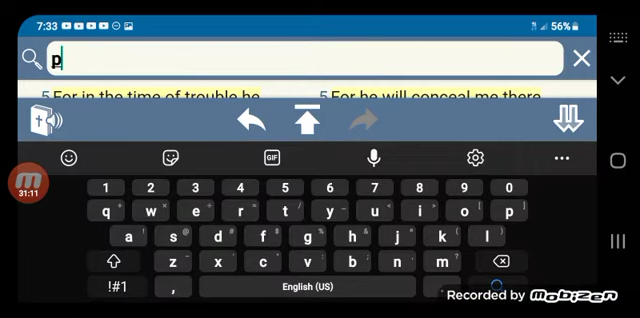 7:33 56%
p
5 For in the time of trouble he 5 For he will conceal me there
GIF
31:11
1 2 3 4 5 6 7 8 9 0
q w e r t y u i o p
a s d f g h j k l
z x c v b n m
!#1 , English (US)
Recorded by mobizen